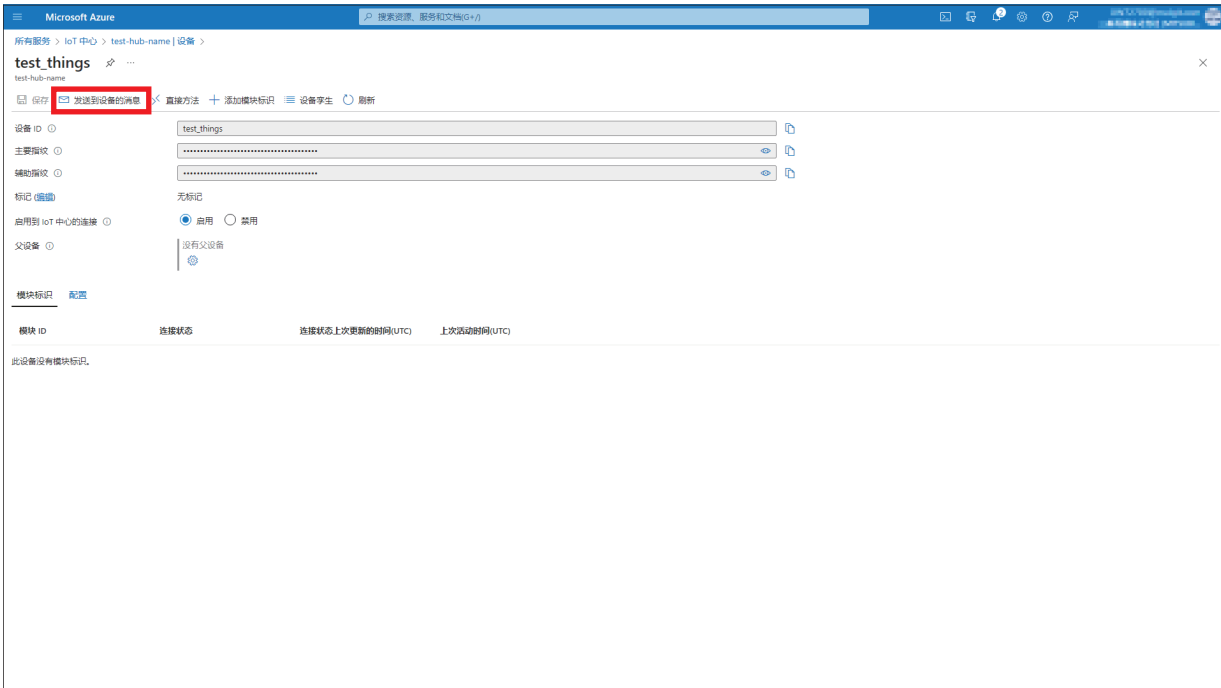 Microsoft Azure
搜索资源、服务和文档(G+/)
2
所有服务 > IoT 中心 > test-hub-name | 设备 >
test_things
test-hub-name
保存 发送到设备的消息 直接方法 添加模块标识 设备孪生 刷新
设备 ID test_things
主要指纹 ••••••••••••••••••••••••••••••••••••••••
辅助指纹 ••••••••••••••••••••••••••••••••••••••••
标记 (编辑) 无标记
启用到 IoT 中心的连接 启用 禁用
父设备 没有父设备
模块标识 配置
模块 ID 连接状态 连接状态上次更新的时间(UTC) 上次活动时间(UTC)
此设备没有模块标识。